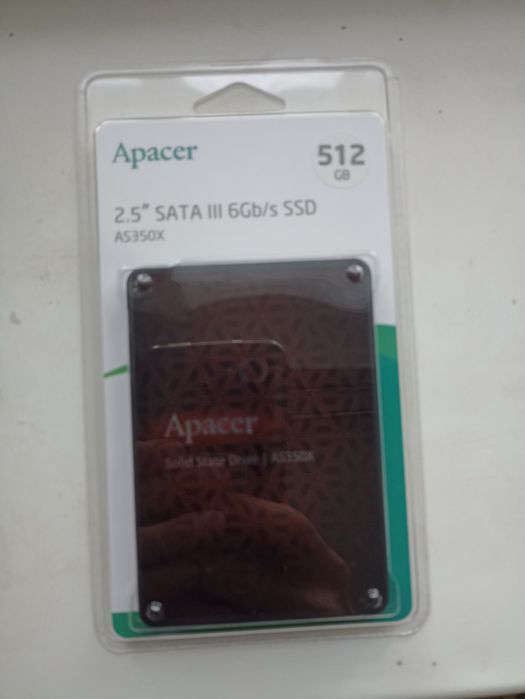 Apacer
512
GB
2.5" SATA III 6Gb/s SSD
AS350X
Apacer
Solid State Drive | AS350X